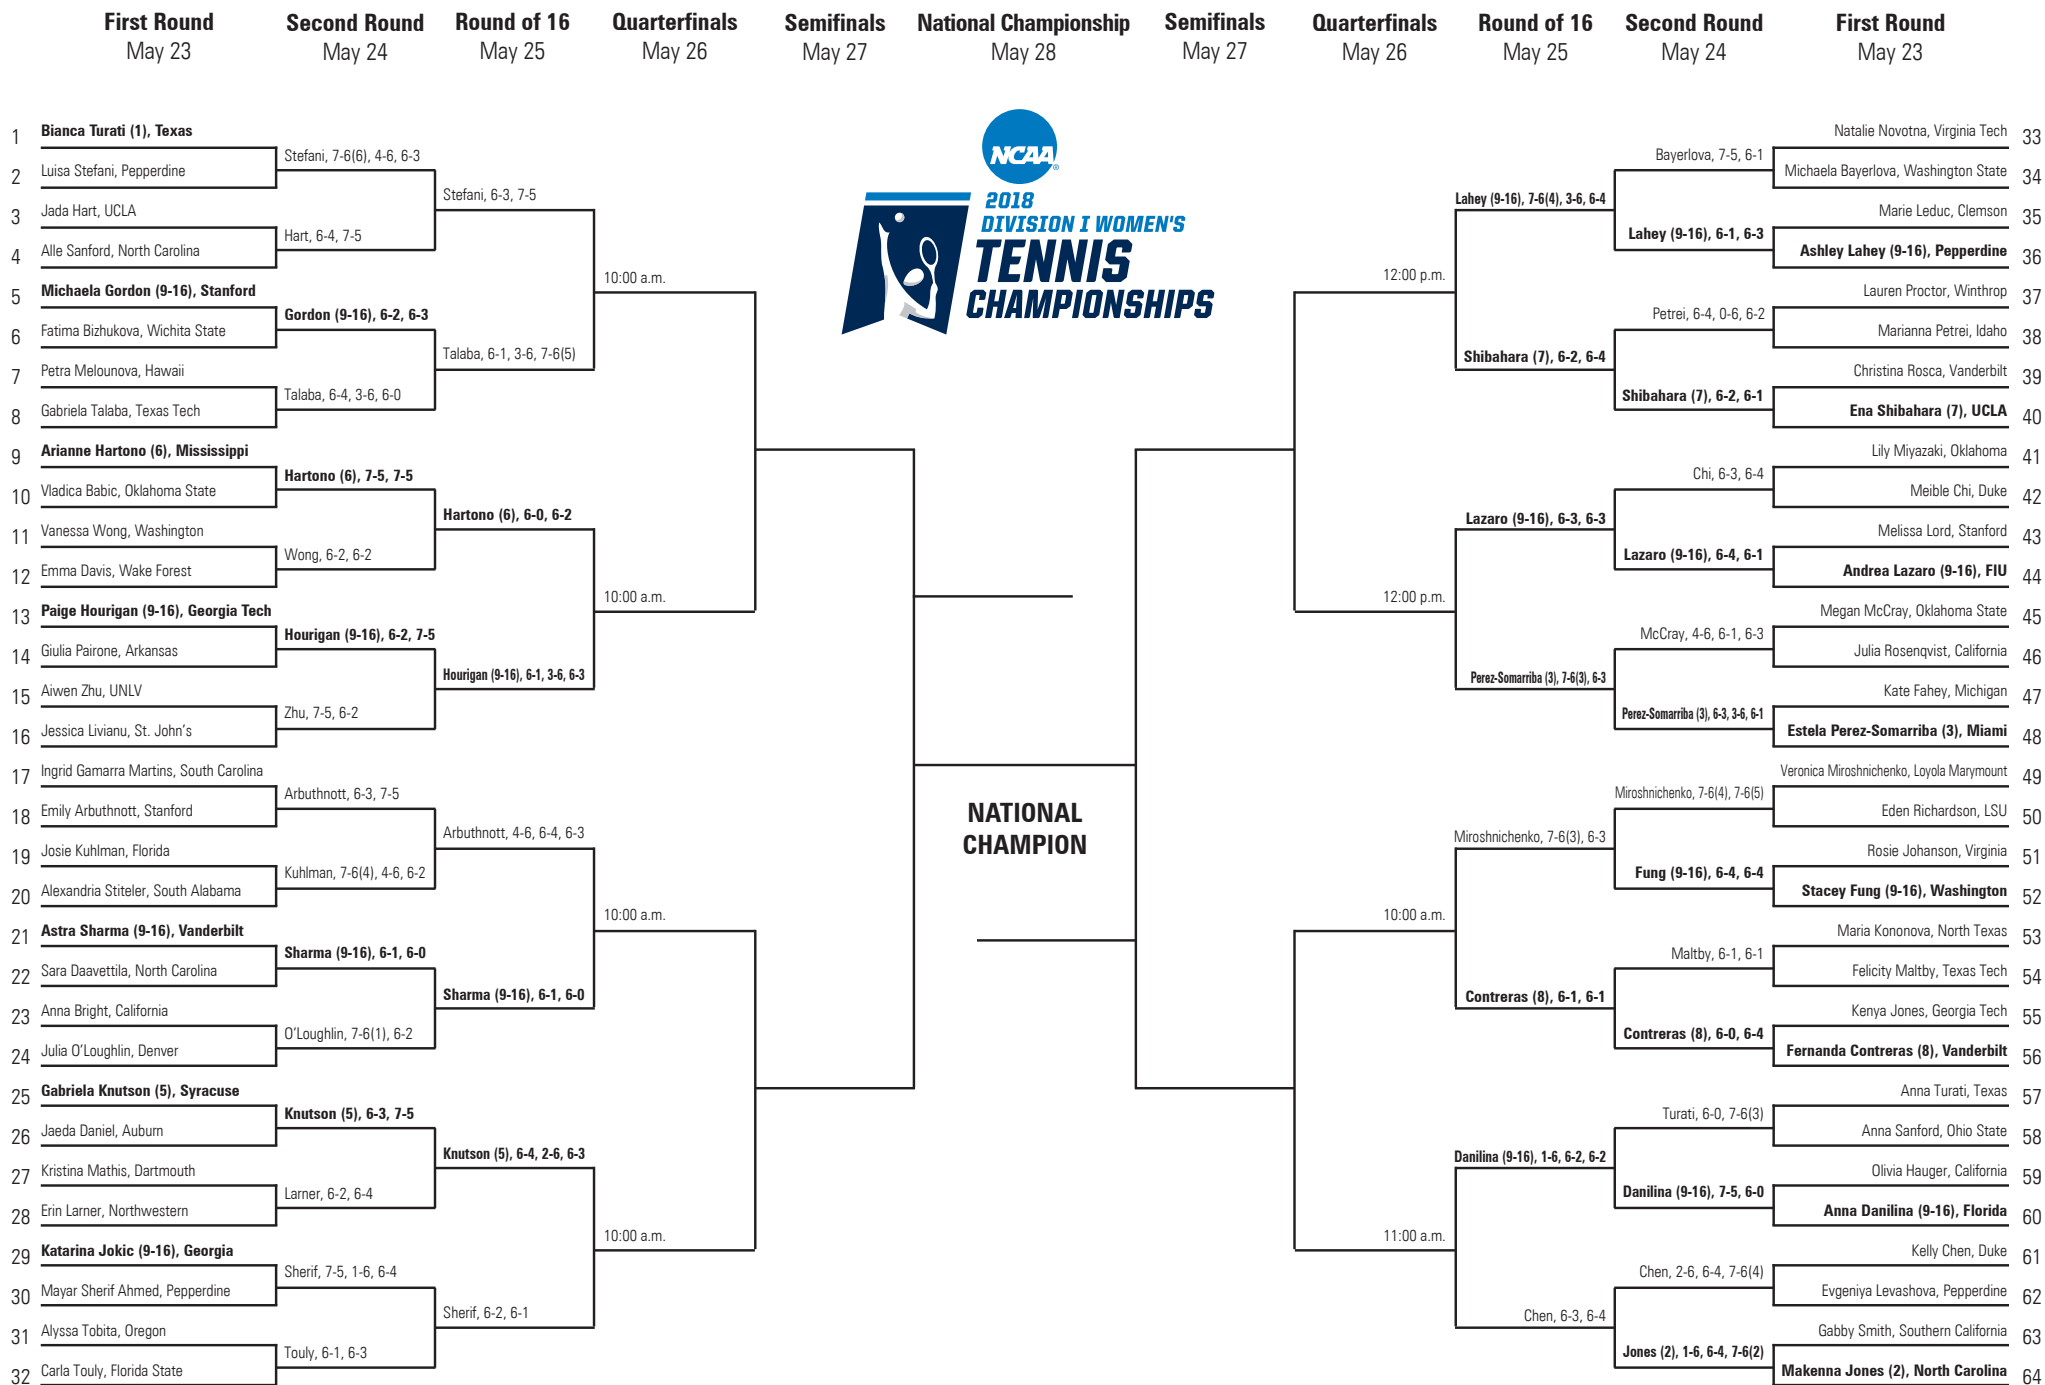 First Round
May 23
Second Round
May 24
Round of 16
May 25
Quarterfinals
May 26
Semifinals
May 27
National Championship
May 28
Semifinals
May 27
Quarterfinals
May 26
Round of 16
May 25
Second Round
May 24
First Round
May 23
NCAA®
2018
DIVISION I WOMEN'S
TENNIS
CHAMPIONSHIPS
1 Bianca Turati (1), Texas
2 Luisa Stefani, Pepperdine
3 Jada Hart, UCLA
4 Alle Sanford, North Carolina
5 Michaela Gordon (9-16), Stanford
6 Fatima Bizhukova, Wichita State
7 Petra Melounova, Hawaii
8 Gabriela Talaba, Texas Tech
9 Arianne Hartono (6), Mississippi
10 Vladica Babic, Oklahoma State
11 Vanessa Wong, Washington
12 Emma Davis, Wake Forest
13 Paige Hourigan (9-16), Georgia Tech
14 Giulia Pairone, Arkansas
15 Aiwen Zhu, UNLV
16 Jessica Livianu, St. John's
17 Ingrid Gamarra Martins, South Carolina
18 Emily Arbuthnott, Stanford
19 Josie Kuhlman, Florida
20 Alexandria Stiteler, South Alabama
21 Astra Sharma (9-16), Vanderbilt
22 Sara Daavettila, North Carolina
23 Anna Bright, California
24 Julia O'Loughlin, Denver
25 Gabriela Knutson (5), Syracuse
26 Jaeda Daniel, Auburn
27 Kristina Mathis, Dartmouth
28 Erin Larner, Northwestern
29 Katarina Jokic (9-16), Georgia
30 Mayar Sherif Ahmed, Pepperdine
31 Alyssa Tobita, Oregon
32 Carla Touly, Florida State
Stefani, 7-6(6), 4-6, 6-3
Hart, 6-4, 7-5
Gordon (9-16), 6-2, 6-3
Talaba, 6-4, 3-6, 6-0
Hartono (6), 7-5, 7-5
Wong, 6-2, 6-2
Hourigan (9-16), 6-2, 7-5
Zhu, 7-5, 6-2
Arbuthnott, 6-3, 7-5
Kuhlman, 7-6(4), 4-6, 6-2
Sharma (9-16), 6-1, 6-0
O'Loughlin, 7-6(1), 6-2
Knutson (5), 6-3, 7-5
Larner, 6-2, 6-4
Sherif, 7-5, 1-6, 6-4
Touly, 6-1, 6-3
Stefani, 6-3, 7-5
Talaba, 6-1, 3-6, 7-6(5)
Hartono (6), 6-0, 6-2
Hourigan (9-16), 6-1, 3-6, 6-3
Arbuthnott, 4-6, 6-4, 6-3
Sharma (9-16), 6-1, 6-0
Knutson (5), 6-4, 2-6, 6-3
Sherif, 6-2, 6-1
10:00 a.m.
10:00 a.m.
10:00 a.m.
10:00 a.m.
NATIONAL
CHAMPION
12:00 p.m.
12:00 p.m.
10:00 a.m.
11:00 a.m.
Lahey (9-16), 7-6(4), 3-6, 6-4
Shibahara (7), 6-2, 6-4
Lazaro (9-16), 6-3, 6-3
Perez-Somarriba (3), 7-6(3), 6-3
Miroshnichenko, 7-6(3), 6-3
Contreras (8), 6-1, 6-1
Danilina (9-16), 1-6, 6-2, 6-2
Chen, 6-3, 6-4
Bayerlova, 7-5, 6-1
Lahey (9-16), 6-1, 6-3
Petrei, 6-4, 0-6, 6-2
Shibahara (7), 6-2, 6-1
Chi, 6-3, 6-4
Lazaro (9-16), 6-4, 6-1
McCray, 4-6, 6-1, 6-3
Perez-Somarriba (3), 6-3, 3-6, 6-1
Miroshnichenko, 7-6(4), 7-6(5)
Fung (9-16), 6-4, 6-4
Maltby, 6-1, 6-1
Contreras (8), 6-0, 6-4
Turati, 6-0, 7-6(3)
Danilina (9-16), 7-5, 6-0
Chen, 2-6, 6-4, 7-6(4)
Jones (2), 1-6, 6-4, 7-6(2)
Natalie Novotna, Virginia Tech 33
Michaela Bayerlova, Washington State 34
Marie Leduc, Clemson 35
Ashley Lahey (9-16), Pepperdine 36
Lauren Proctor, Winthrop 37
Marianna Petrei, Idaho 38
Christina Rosca, Vanderbilt 39
Ena Shibahara (7), UCLA 40
Lily Miyazaki, Oklahoma 41
Meible Chi, Duke 42
Melissa Lord, Stanford 43
Andrea Lazaro (9-16), FIU 44
Megan McCray, Oklahoma State 45
Julia Rosenqvist, California 46
Kate Fahey, Michigan 47
Estela Perez-Somarriba (3), Miami 48
Veronica Miroshnichenko, Loyola Marymount 49
Eden Richardson, LSU 50
Rosie Johanson, Virginia 51
Stacey Fung (9-16), Washington 52
Maria Kononova, North Texas 53
Felicity Maltby, Texas Tech 54
Kenya Jones, Georgia Tech 55
Fernanda Contreras (8), Vanderbilt 56
Anna Turati, Texas 57
Anna Sanford, Ohio State 58
Olivia Hauger, California 59
Anna Danilina (9-16), Florida 60
Kelly Chen, Duke 61
Evgeniya Levashova, Pepperdine 62
Gabby Smith, Southern California 63
Makenna Jones (2), North Carolina 64